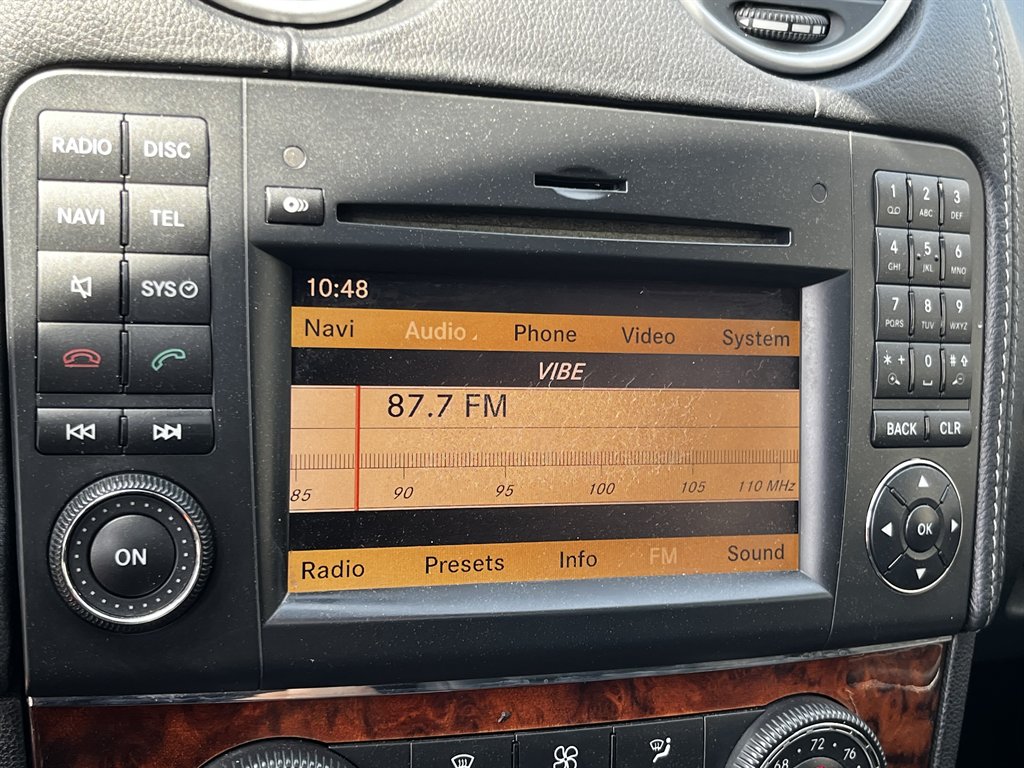 RADIO DISC
NAVI TEL
SYS
ON
10:48
Navi Audio Phone Video System
VIBE
87.7 FM
85 90 95 100 105 110 MHz
Radio Presets Info FM Sound
1 2 ABC 3 DEF
4 GHI 5 JKL 6 MNO
7 PQRS 8 TUV 9 WXYZ
* + 0 #
BACK CLR
OK
68 72 76